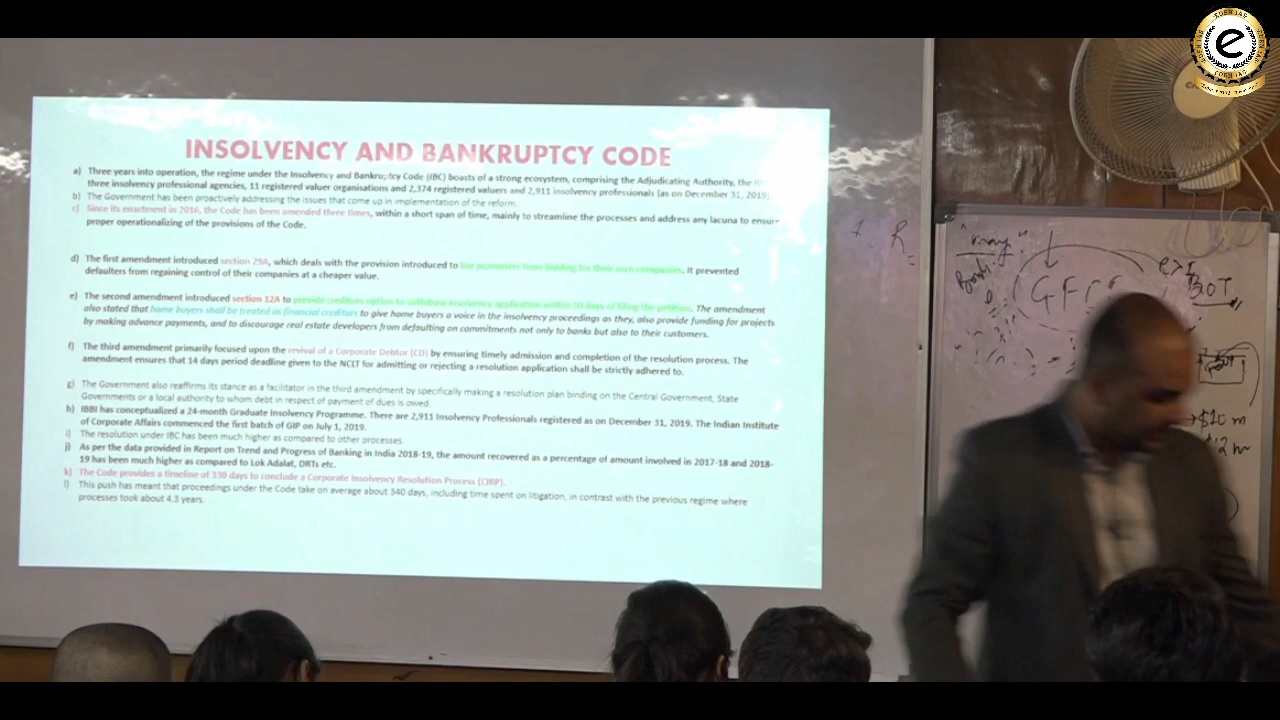 INSOLVENCY AND BANKRUPTCY CODE
a) Three years into operation, the regime under the Insolvency and Bankruptcy Code (IBC) boasts of a strong ecosystem, comprising the Adjudicating Authority, the
three insolvency professional agencies, 11 registered valuer organisations and 2,374 registered valuers and 2,911 insolvency professionals (as on December 31, 2019).
b) The Government has been proactively addressing the issues that come up in implementation of the reform.
c) Since its enactment in 2016, the Code has been amended three times, within a short span of time, mainly to streamline the processes and address any lacuna to ensure
proper operationalizing of the provisions of the Code.
d) The first amendment introduced section 29A, which deals with the provision introduced to bar promoters from bidding for their own companies. It prevented
defaulters from regaining control of their companies at a cheaper value.
e) The second amendment introduced section 12A to provide creditors option to withdraw insolvency application within 30 days of filing the petition. The amendment
also stated that home buyers shall be treated as financial creditors to give home buyers a voice in the insolvency proceedings as they, also provide funding for projects
by making advance payments, and to discourage real estate developers from defaulting on commitments not only to banks but also to their customers.
f) The third amendment primarily focused upon the revival of a Corporate Debtor (CD) by ensuring timely admission and completion of the resolution process. The
amendment ensures that 14 days period deadline given to the NCLT for admitting or rejecting a resolution application shall be strictly adhered to.
g) The Government also reaffirms its stance as a facilitator in the third amendment by specifically making a resolution plan binding on the Central Government, State
Governments or a local authority to whom debt in respect of payment of dues is owed.
h) IBBI has conceptualized a 24-month Graduate Insolvency Programme. There are 2,911 Insolvency Professionals registered as on December 31, 2019. The Indian Institute
of Corporate Affairs commenced the first batch of GIP on July 1, 2019.
i) The resolution under IBC has been much higher as compared to other processes.
j) As per the data provided in Report on Trend and Progress of Banking in India 2018-19, the amount recovered as a percentage of amount involved in 2017-18 and 2018-
19 has been much higher as compared to Lok Adalat, DRTs etc.
k) The Code provides a timeline of 330 days to conclude a Corporate Insolvency Resolution Process (CIRP).
l) This push has meant that proceedings under the Code take on average about 340 days, including time spent on litigation, in contrast with the previous regime where
processes took about 4.3 years.
R
"may"
e>I
BOT
$10 m
2 m
e
EDEN IAS
EDEN IAS